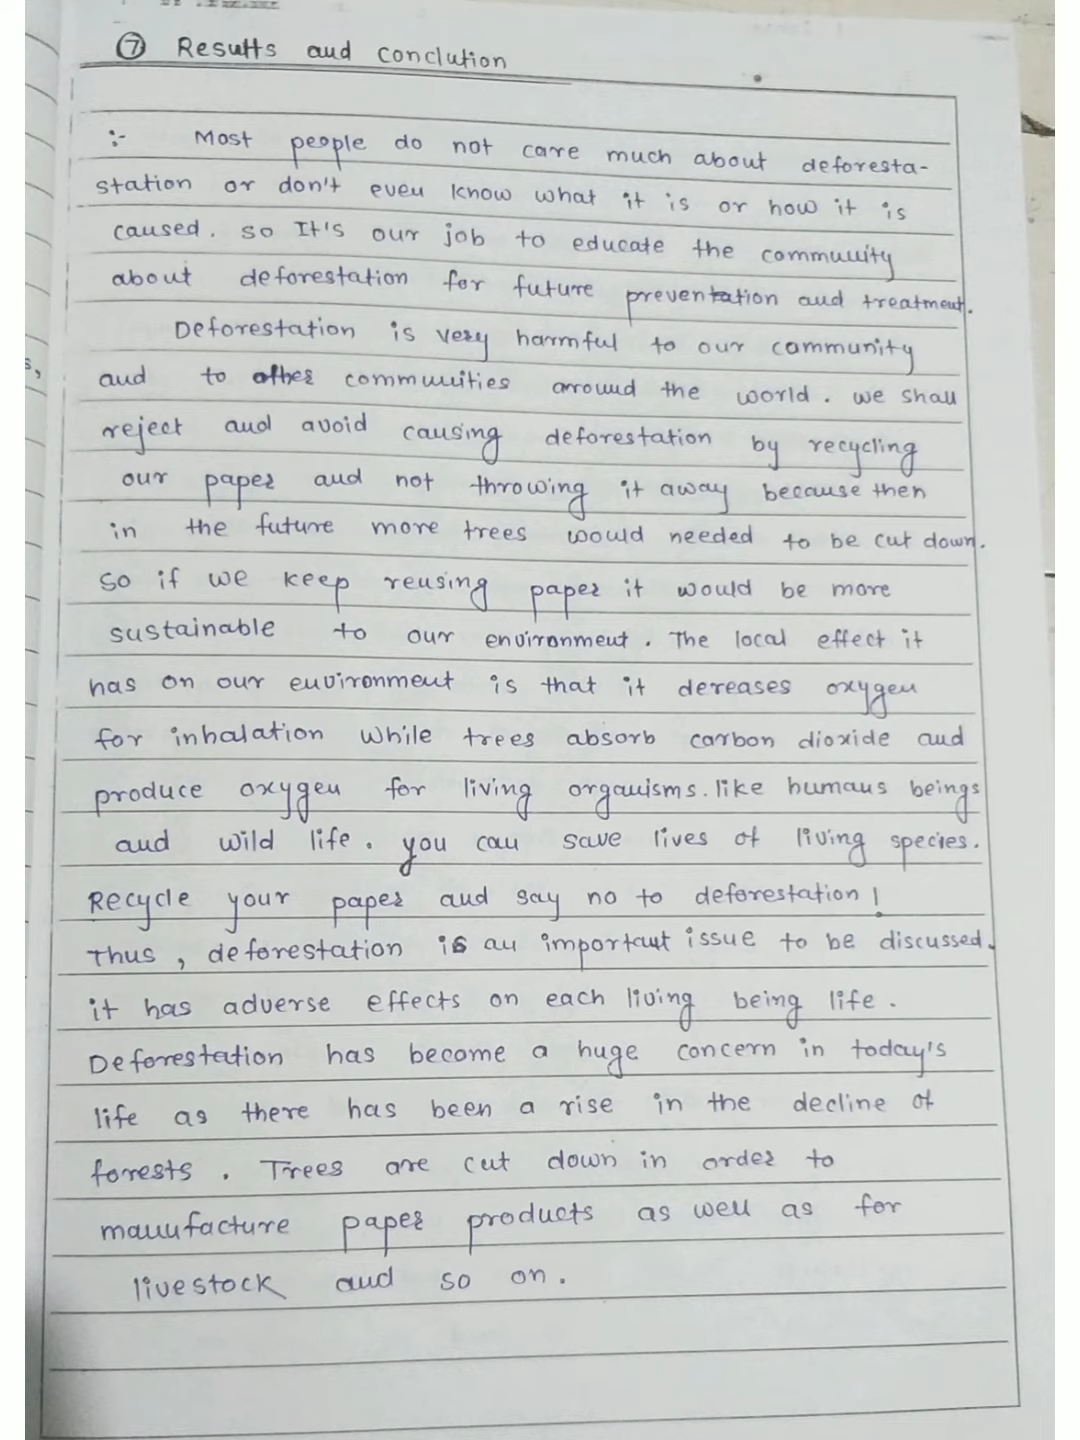 ⑦ Results and conclution
:- Most people do not care much about deforesta-
station or don't even know what it is or how it is
caused. so It's our job to educate the community
about deforestation for future preventation and treatment.
Deforestation is very harmful to our community
and to other communities around the world. we shall
reject and avoid causing deforestation by recycling
our paper and not throwing it away because then
in the future more trees would needed to be cut down.
so if we keep reusing paper it would be more
sustainable to our environment. The local effect it
has on our environment is that it dereases oxygen
for inhalation while trees absorb carbon dioxide and
produce oxygen for living organisms. like humans beings
and wild life. you can save lives of living species.
Recycle your paper and say no to deforestation!
Thus, deforestation is an important issue to be discussed.
it has adverse effects on each living being life.
Deforestation has become a huge concern in today's
life as there has been a rise in the decline of
forests. Trees are cut down in order to
manufacture paper products as well as for
livestock and so on.